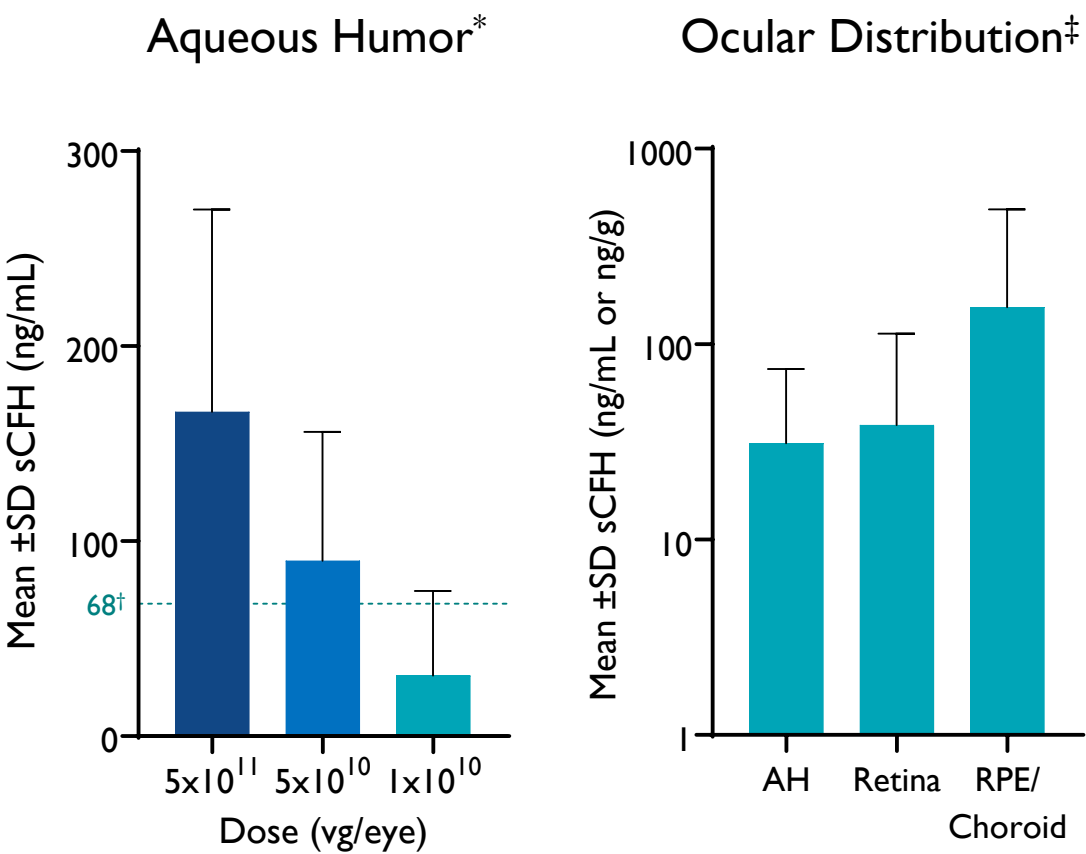 Aqueous Humor*
Mean ±SD sCFH (ng/mL)
300
200
100
68†
0
5x10¹¹ 5x10¹⁰ 1x10¹⁰
Dose (vg/eye)
Ocular Distribution‡
Mean ±SD sCFH (ng/mL or ng/g)
1000
100
10
1
AH Retina RPE/
Choroid